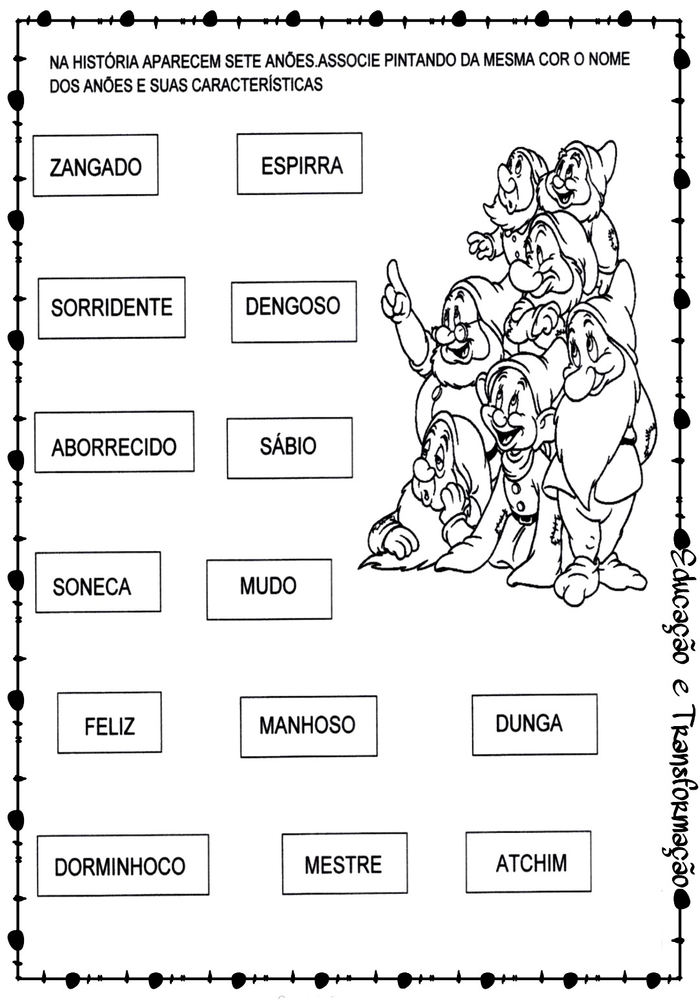 NA HISTÓRIA APARECEM SETE ANÕES.ASSOCIE PINTANDO DA MESMA COR O NOME
DOS ANÕES E SUAS CARACTERÍSTICAS
ZANGADO
ESPIRRA
SORRIDENTE
DENGOSO
ABORRECIDO
SÁBIO
SONECA
MUDO
FELIZ
MANHOSO
DUNGA
DORMINHOCO
MESTRE
ATCHIM
Educação e Transformação